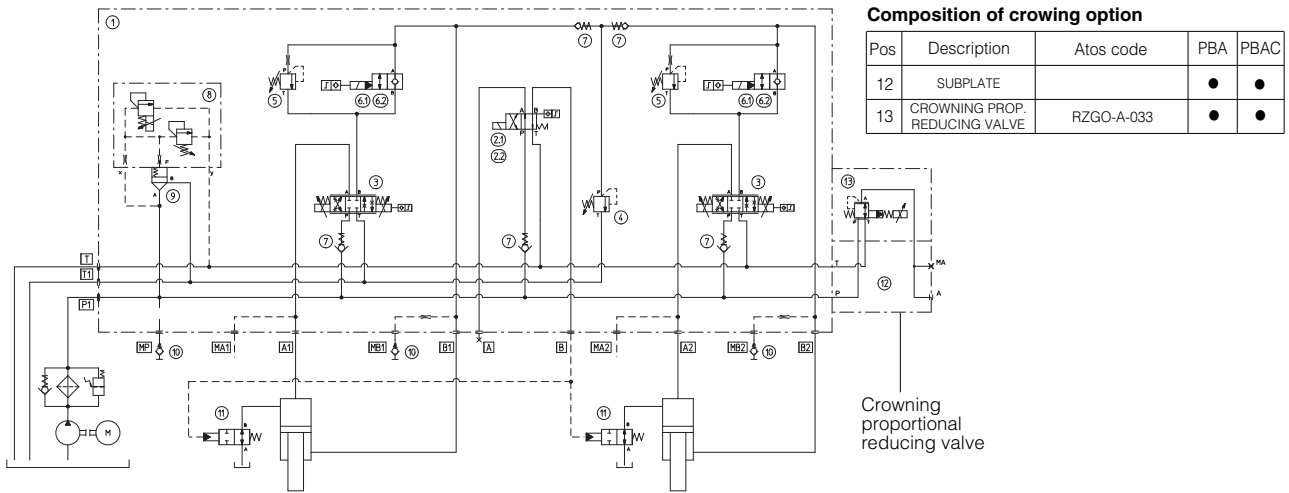 Composition of crowing option
Pos Description Atos code PBA PBAC
12 SUBPLATE ● ●
13 CROWNING PROP. REDUCING VALVE RZGO-A-033 ● ●
1
7 7
8
P
T
5
A
B
6.1 6.2
A B
P T
2.1
2.2
P
T
5
A
B
6.1 6.2
x F y
B
A
9
3
A B
P T
P
T
4
3
A B
P T
13
A
P T
7
7
7
T
T1
P1
T
P
12
MA
A
MP 10 MA1 A1 MB1 10 B1 A B MA2 A2 MB2 10 B2
11
B
A
11
B
A
M
Crowning
proportional
reducing valve